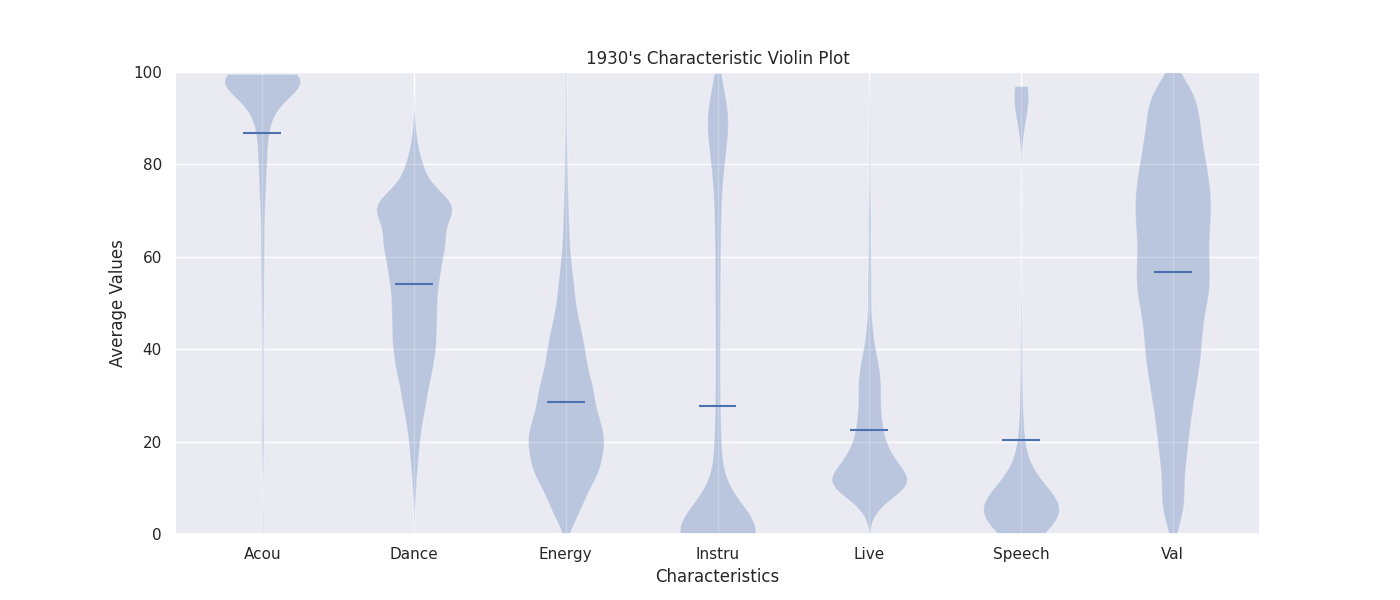 1930's Characteristic Violin Plot
Average Values
100
80
60
40
20
0
Acou Dance Energy Instru Live Speech Val
Characteristics